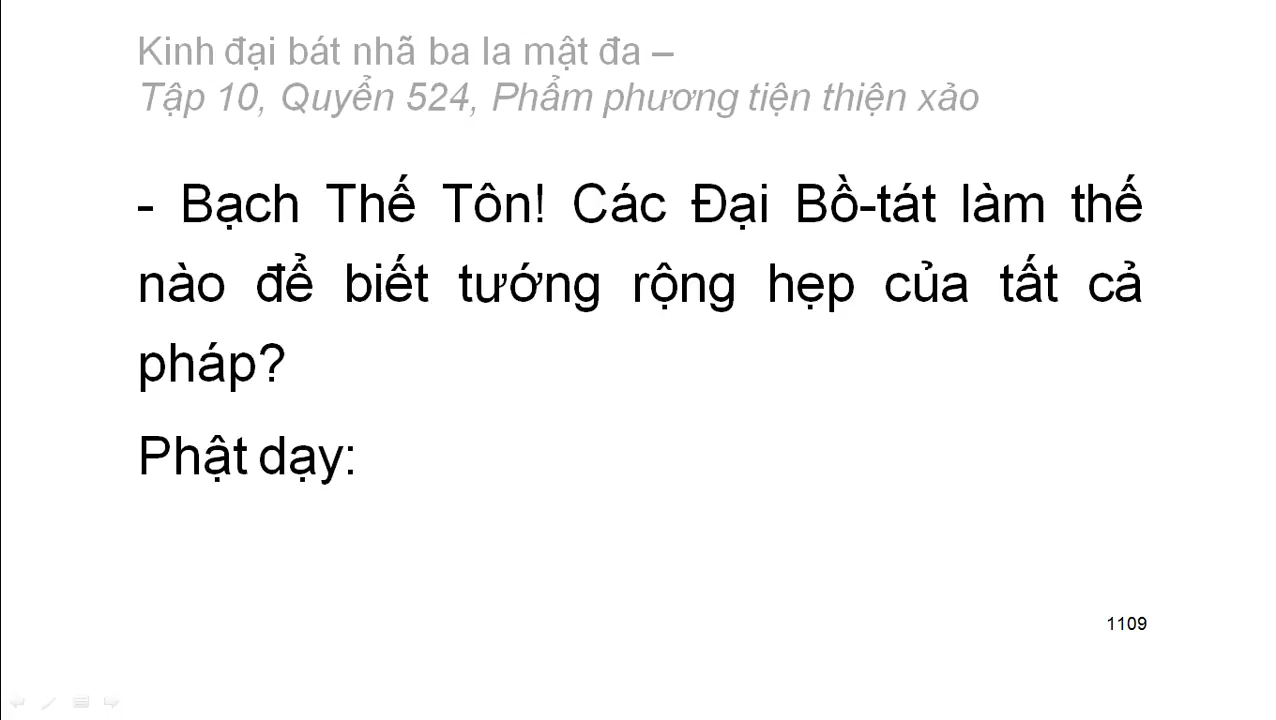 Kinh đại bát nhã ba la mật đa –
Tập 10, Quyển 524, Phẩm phương tiện thiện xảo
- Bạch Thế Tôn! Các Đại Bồ-tát làm thế
nào để biết tướng rộng hẹp của tất cả
pháp?
Phật dạy:
1109